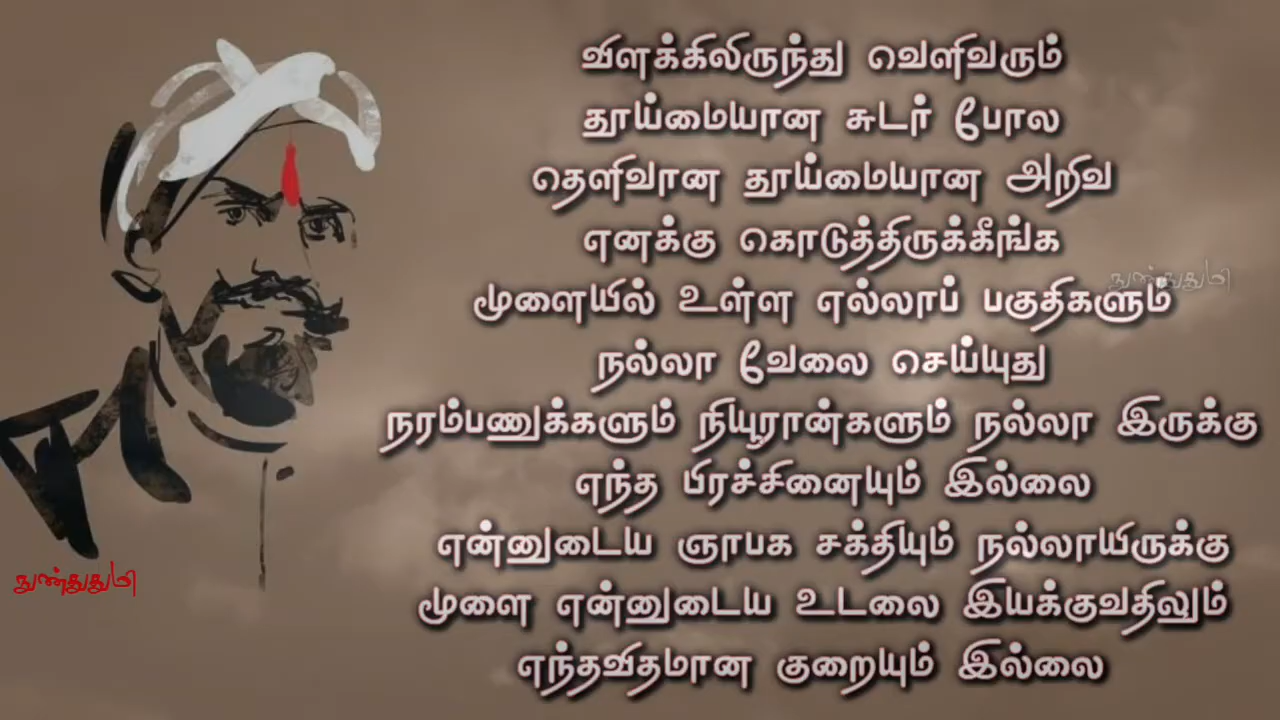 விளக்கிலிருந்து வெளிவரும்
தூய்மையான சுடர் போல
தெளிவான தூய்மையான அறிவ
எனக்கு கொடுத்திருக்கீங்க
மூளையில் உள்ள எல்லாப் பகுதிகளும்
நல்லா வேலை செய்யுது
நரம்பணுக்களும் நியூரான்களும் நல்லா இருக்கு
எந்த பிரச்சினையும் இல்லை
என்னுடைய ஞாபக சக்தியும் நல்லாயிருக்கு
மூளை என்னுடைய உடலை இயக்குவதிலும்
எந்தவிதமான குறையும் இல்லை